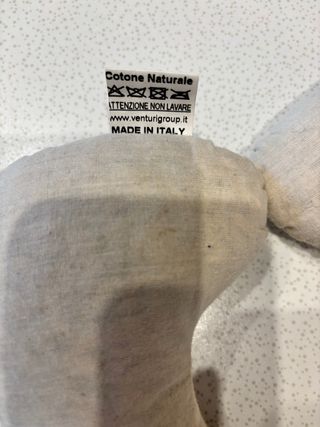 Cotone Naturale
ATTENZIONE NON LAVARE
www.venturigroup.it
MADE IN ITALY